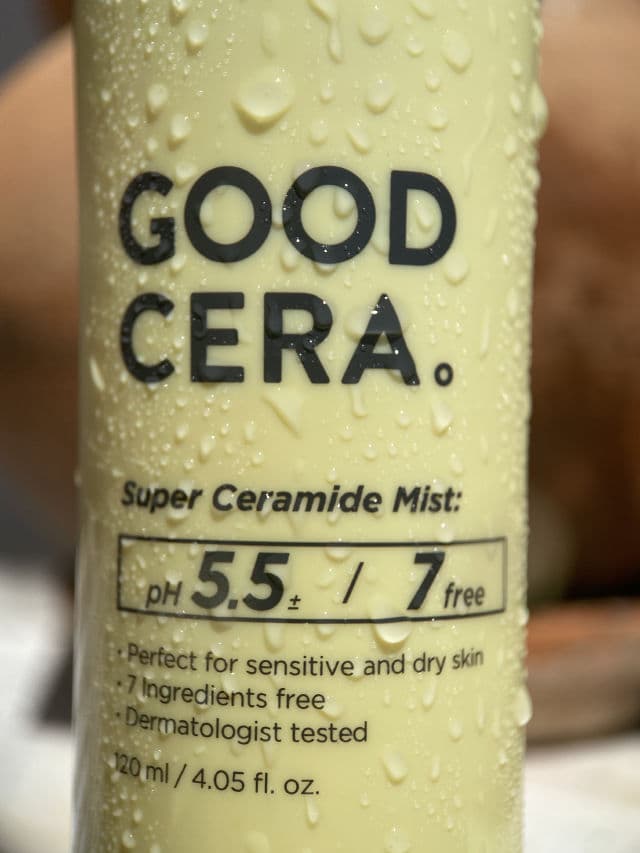 GOOD
CERA.
Super Ceramide Mist:
pH 5.5± / 7 free
· Perfect for sensitive and dry skin
· 7 Ingredients free
· Dermatologist tested
120 ml / 4.05 fl. oz.